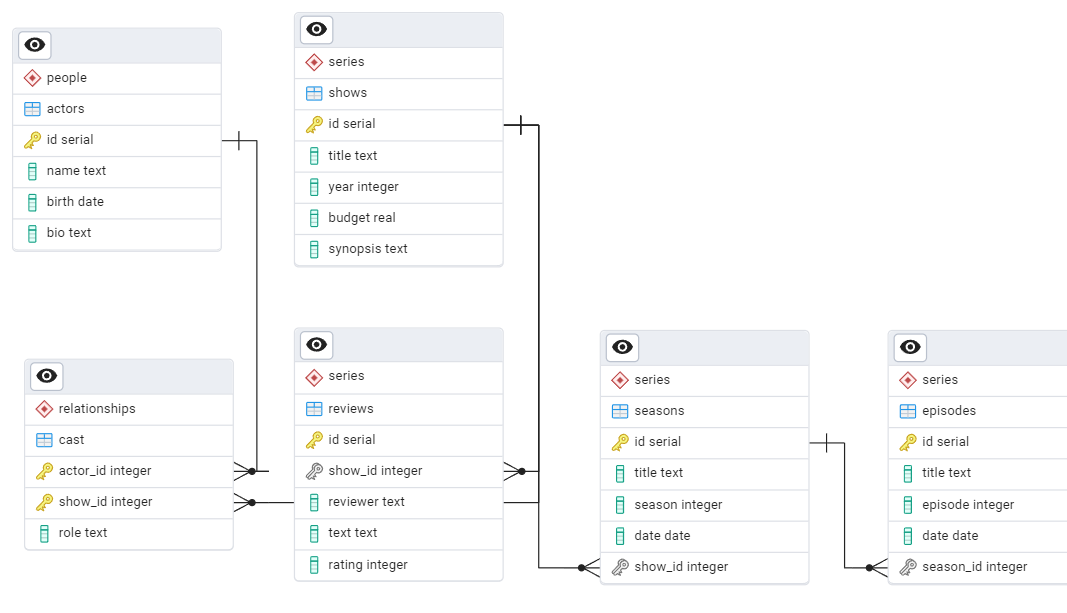 people
actors
id serial
name text
birth date
bio text
series
shows
id serial
title text
year integer
budget real
synopsis text
relationships
cast
actor_id integer
show_id integer
role text
series
reviews
id serial
show_id integer
reviewer text
text text
rating integer
series
seasons
id serial
title text
season integer
date date
show_id integer
series
episodes
id serial
title text
episode integer
date date
season_id integer